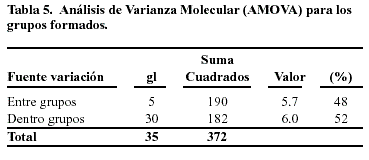 Tabla 5. Análisis de Varianza Molecular (AMOVA) para los
grupos formados.
Suma
Fuente variación gl Cuadrados Valor (%)
Entre grupos 5 190 5.7 48
Dentro grupos 30 182 6.0 52
Total 35 372